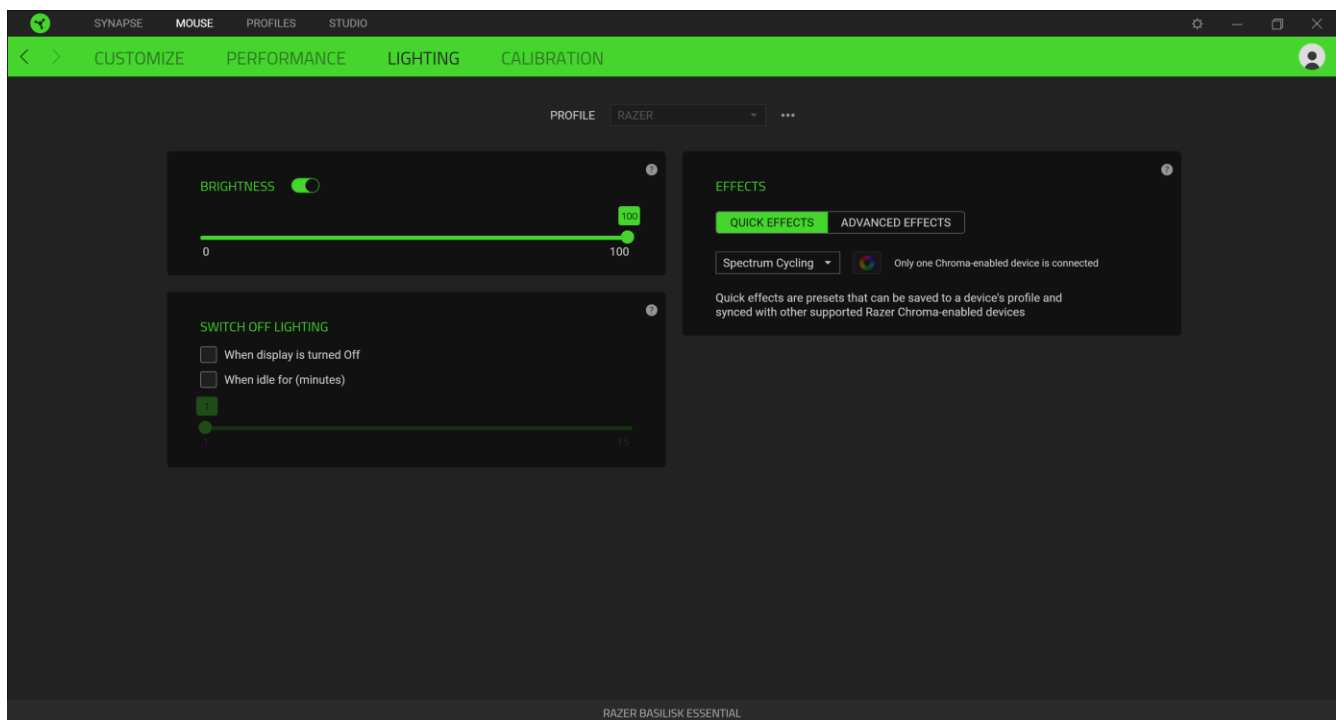 SYNAPSE MOUSE PROFILES STUDIO
CUSTOMIZE PERFORMANCE LIGHTING CALIBRATION
PROFILE RAZER
BRIGHTNESS
100
0 100
SWITCH OFF LIGHTING
When display is turned Off
When idle for (minutes)
1
1 15
EFFECTS
QUICK EFFECTS ADVANCED EFFECTS
Spectrum Cycling Only one Chroma-enabled device is connected
Quick effects are presets that can be saved to a device's profile and
synced with other supported Razer Chroma-enabled devices
RAZER BASILISK ESSENTIAL